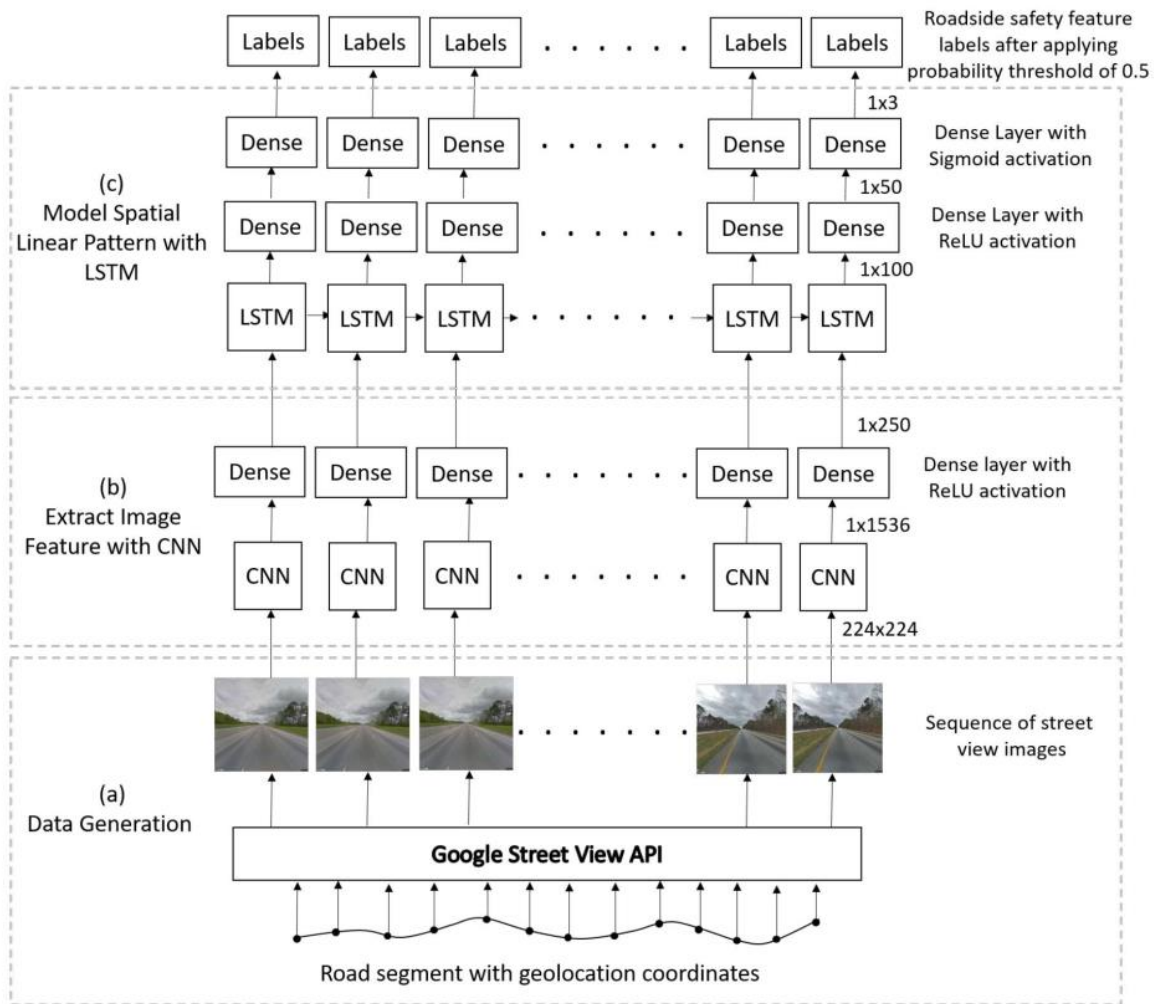 Labels Labels Labels . . . . . . Labels Labels
Roadside safety feature
labels after applying
probability threshold of 0.5
1x3
Dense Dense Dense . . . . . . Dense Dense
Dense Layer with
Sigmoid activation
1x50
(c)
Model Spatial
Linear Pattern with
LSTM
Dense Dense Dense . . . . . . Dense Dense
Dense Layer with
ReLU activation
1x100
LSTM LSTM LSTM . . . . . . LSTM LSTM
1x250
(b)
Extract Image
Feature with CNN
Dense Dense Dense . . . . . . Dense Dense
Dense layer with
ReLU activation
1x1536
CNN CNN CNN . . . . . . CNN CNN
224x224
. . . . . .
Sequence of street
view images
(a)
Data Generation
Google Street View API
Road segment with geolocation coordinates